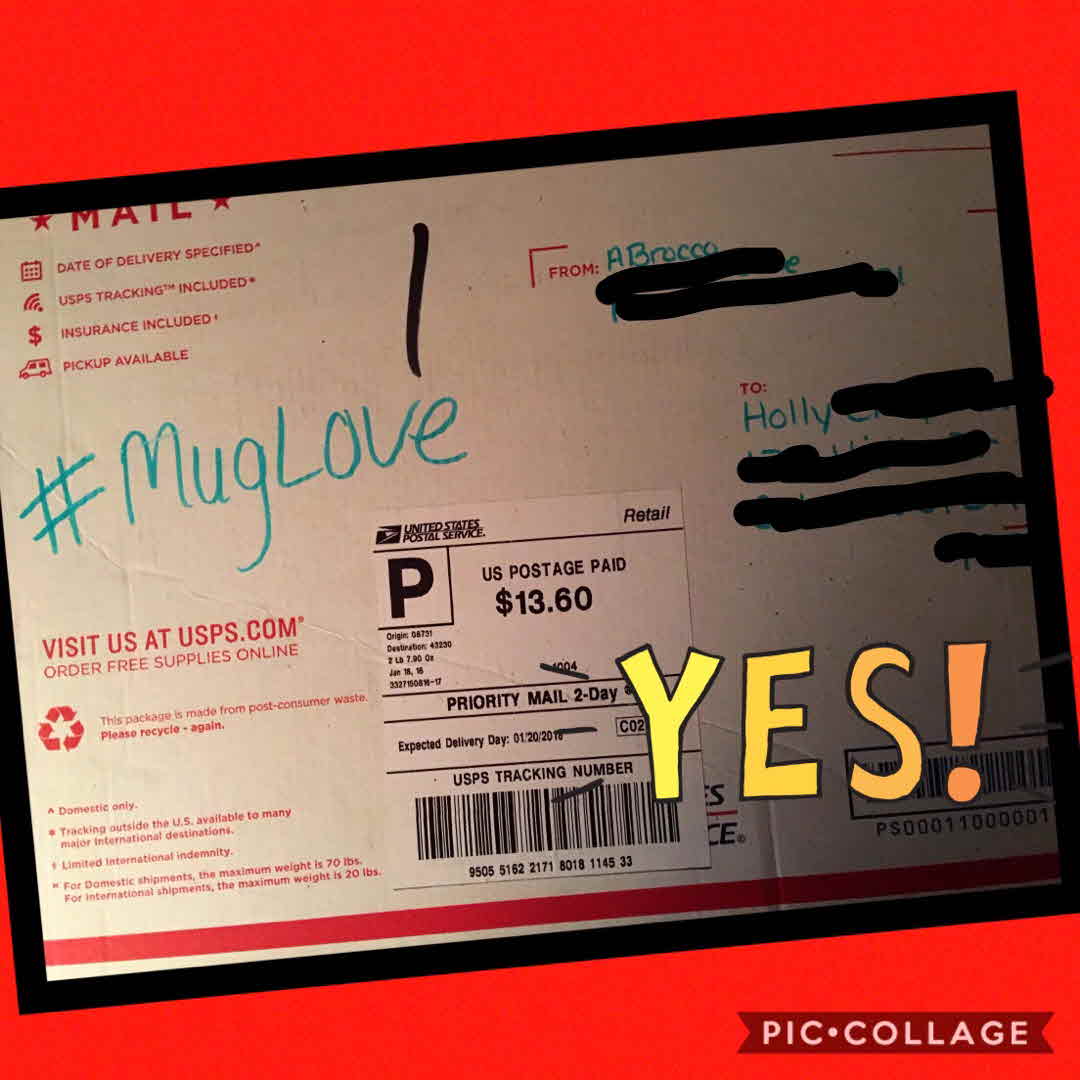 ★ MAIL ★
DATE OF DELIVERY SPECIFIED^
USPS TRACKING™ INCLUDED*
$ INSURANCE INCLUDED†
PICKUP AVAILABLE
FROM: A Brocco
TO:
Holly
#MugLove
UNITED STATES
POSTAL SERVICE.
Retail
P
US POSTAGE PAID
$13.60
Origin: 08731
Destination: 43230
2 Lb 7.90 Oz
Jan 18, 18
3327150816-17
1004
PRIORITY MAIL 2-Day ®
Expected Delivery Day: 01/20/2018
C02
USPS TRACKING NUMBER
9505 5162 2171 8018 1145 33
VISIT US AT USPS.COM®
ORDER FREE SUPPLIES ONLINE
This package is made from post-consumer waste.
Please recycle - again.
^ Domestic only.
* Tracking outside the U.S. available to many
major International destinations.
† Limited International indemnity.
* For Domestic shipments, the maximum weight is 70 lbs.
For International shipments, the maximum weight is 20 lbs.
YES!
PS00011000001
PIC•COLLAGE